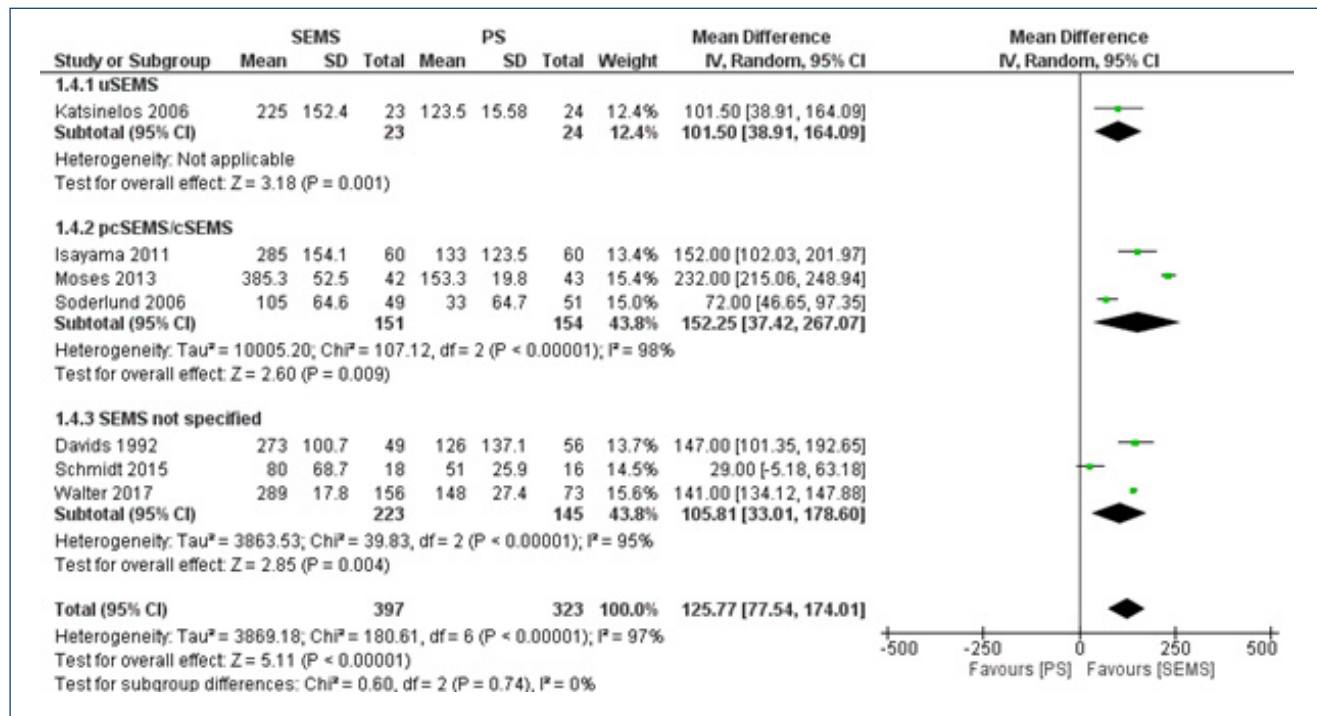 SEMS PS Mean Difference Mean Difference
Study or Subgroup Mean SD Total Mean SD Total Weight IV, Random, 95% CI IV, Random, 95% CI
1.4.1 uSEMS
Katsinelos 2006 225 152.4 23 123.5 15.58 24 12.4% 101.50 [38.91, 164.09]
Subtotal (95% CI) 23 24 12.4% 101.50 [38.91, 164.09]
Heterogeneity: Not applicable
Test for overall effect: Z = 3.18 (P = 0.001)
1.4.2 pcSEMS/cSEMS
Isayama 2011 285 154.1 60 133 123.5 60 13.4% 152.00 [102.03, 201.97]
Moses 2013 385.3 52.5 42 153.3 19.8 43 15.4% 232.00 [215.06, 248.94]
Soderlund 2006 105 64.6 49 33 64.7 51 15.0% 72.00 [46.65, 97.35]
Subtotal (95% CI) 151 154 43.8% 152.25 [37.42, 267.07]
Heterogeneity: Tau² = 10005.20; Chi² = 107.12, df = 2 (P < 0.00001); I² = 98%
Test for overall effect: Z = 2.60 (P = 0.009)
1.4.3 SEMS not specified
Davids 1992 273 100.7 49 126 137.1 56 13.7% 147.00 [101.35, 192.65]
Schmidt 2015 80 68.7 18 51 25.9 16 14.5% 29.00 [-5.18, 63.18]
Walter 2017 289 17.8 156 148 27.4 73 15.6% 141.00 [134.12, 147.88]
Subtotal (95% CI) 223 145 43.8% 105.81 [33.01, 178.60]
Heterogeneity: Tau² = 3863.53; Chi² = 39.83, df = 2 (P < 0.00001); I² = 95%
Test for overall effect: Z = 2.85 (P = 0.004)
Total (95% CI) 397 323 100.0% 125.77 [77.54, 174.01]
Heterogeneity: Tau² = 3869.18; Chi² = 180.61, df = 6 (P < 0.00001); I² = 97%
Test for overall effect: Z = 5.11 (P < 0.00001)
Test for subgroup differences: Chi² = 0.60, df = 2 (P = 0.74), I² = 0%
-500 -250 0 250 500
Favours [PS] Favours [SEMS]